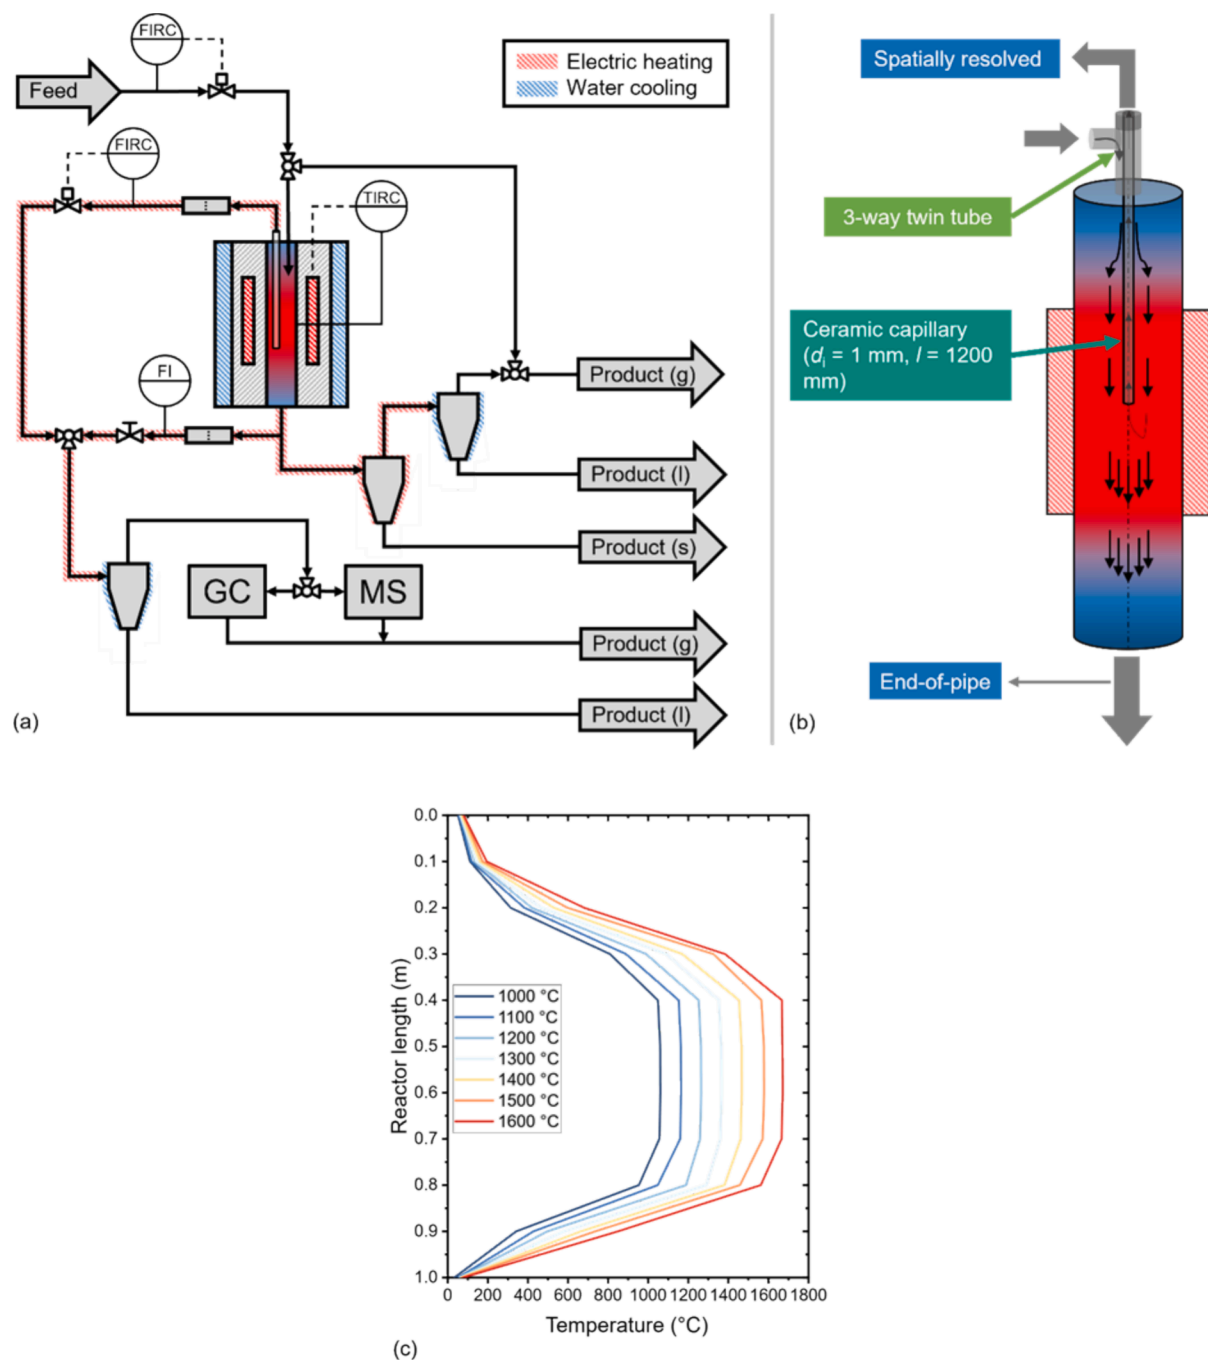 FIRC
Feed
Electric heating
Water cooling
FIRC
TIRC
FI
Product (g)
Product (l)
Product (s)
GC
MS
Product (g)
Product (l)
(a)
Spatially resolved
3-way twin tube
Ceramic capillary
(dᵢ = 1 mm, l = 1200
mm)
End-of-pipe
(b)
0.0
0.1
0.2
0.3
0.4
0.5
0.6
0.7
0.8
0.9
1.0
Reactor length (m)
1000 °C
1100 °C
1200 °C
1300 °C
1400 °C
1500 °C
1600 °C
0 200 400 600 800 1000 1200 1400 1600 1800
Temperature (°C)
(c)